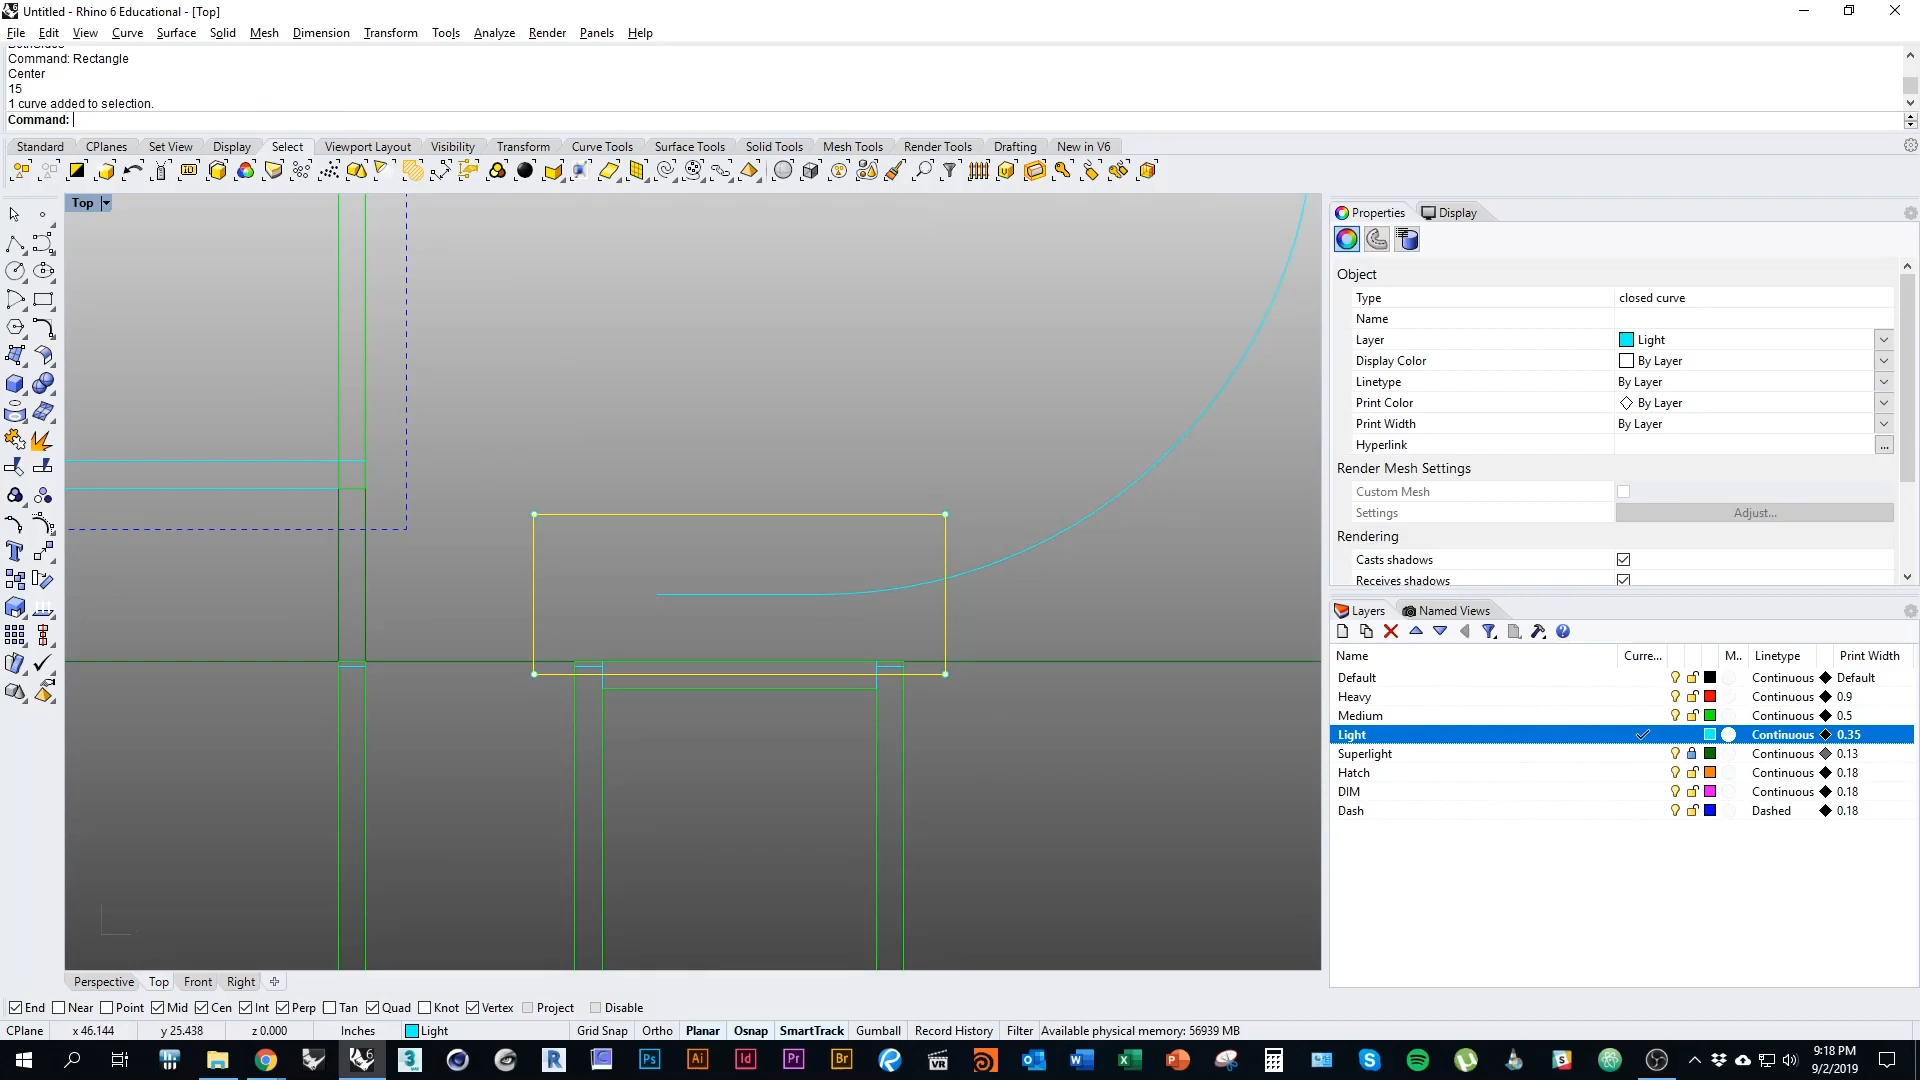 Untitled - Rhino 6 Educational - [Top]
File Edit View Curve Surface Solid Mesh Dimension Transform Tools Analyze Render Panels Help
Command: Rectangle
Center
15
1 curve added to selection.
Command:
Standard CPlanes Set View Display Select Viewport Layout Visibility Transform Curve Tools Surface Tools Solid Tools Mesh Tools Render Tools Drafting New in V6
Top
Properties Display
Object
Type closed curve
Name
Layer Light
Display Color By Layer
Linetype By Layer
Print Color By Layer
Print Width By Layer
Hyperlink ...
Render Mesh Settings
Custom Mesh
Settings Adjust...
Rendering
Casts shadows
Receives shadows
Layers Named Views
Name Curre... M.. Linetype Print Width
Default Continuous Default
Heavy Continuous 0.9
Medium Continuous 0.5
Light Continuous 0.35
Superlight Continuous 0.13
Hatch Continuous 0.18
DIM Continuous 0.18
Dash Dashed 0.18
Perspective Top Front Right
End Near Point Mid Cen Int Perp Tan Quad Knot Vertex Project Disable
CPlane x 46.144 y 25.438 z 0.000 Inches Light Grid Snap Ortho Planar Osnap SmartTrack Gumball Record History Filter Available physical memory: 56939 MB
9:18 PM
9/2/2019